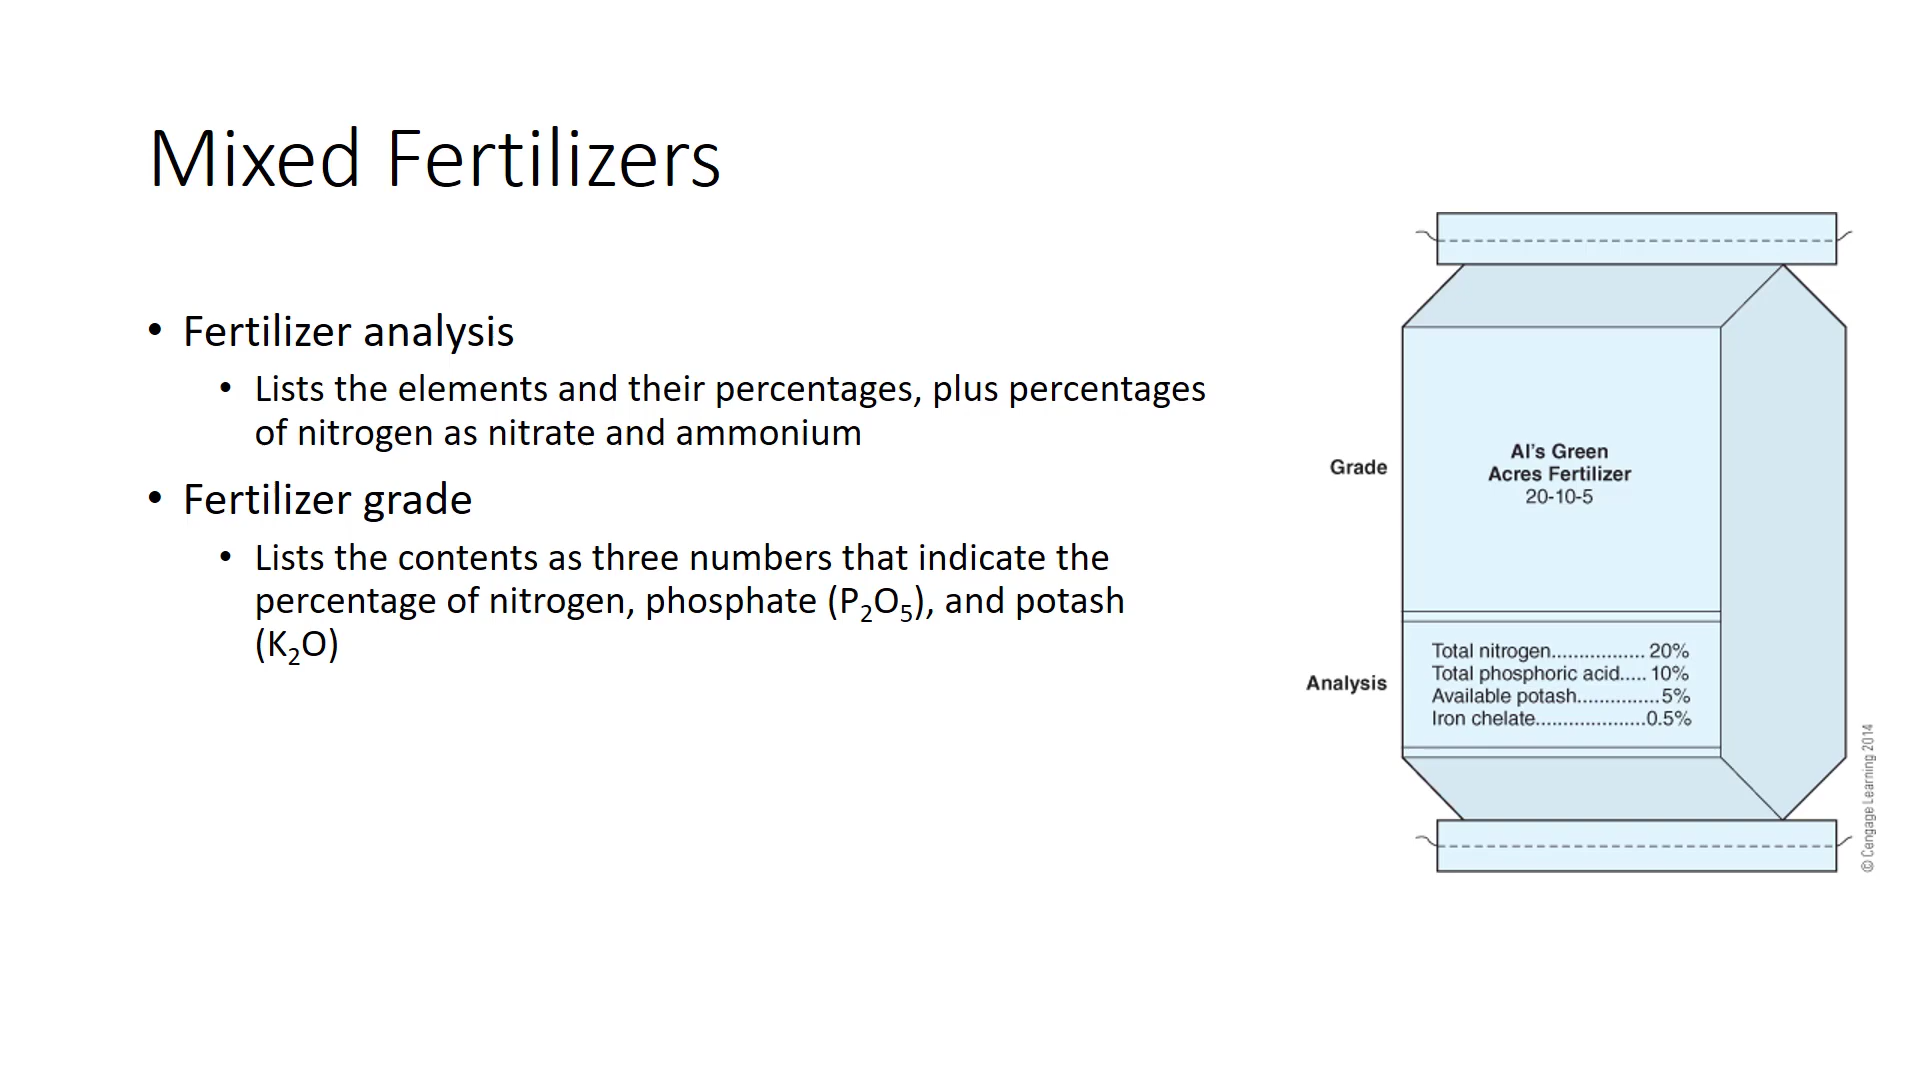 Mixed Fertilizers
• Fertilizer analysis
• Lists the elements and their percentages, plus percentages
of nitrogen as nitrate and ammonium
• Fertilizer grade
• Lists the contents as three numbers that indicate the
percentage of nitrogen, phosphate (P₂O₅), and potash
(K₂O)
Grade
Al's Green
Acres Fertilizer
20-10-5
Analysis
Total nitrogen................. 20%
Total phosphoric acid..... 10%
Available potash...............5%
Iron chelate....................0.5%
© Cengage Learning 2014